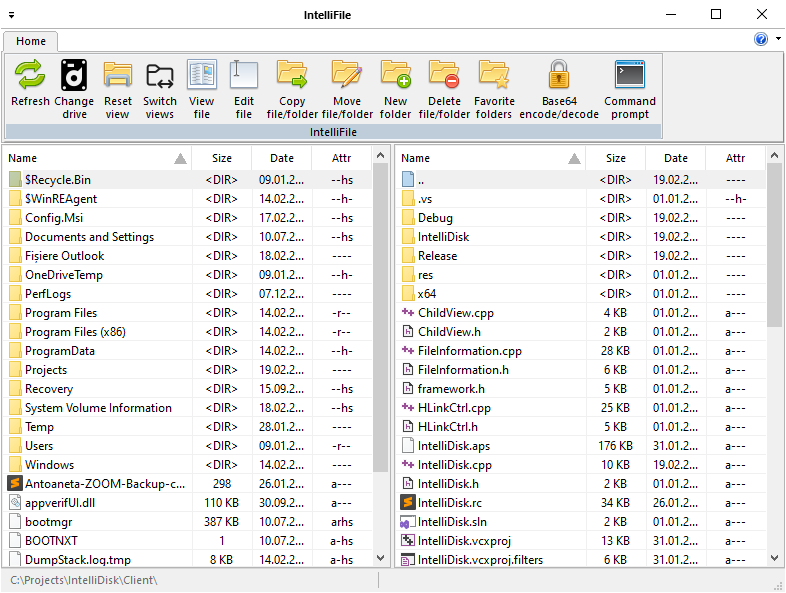 IntelliFile
Home
Refresh Change drive Reset view Switch views View file Edit file Copy file/folder Move file/folder New folder Delete file/folder Favorite folders Base64 encode/decode Command prompt
IntelliFile
Name Size Date Attr
$Recycle.Bin <DIR> 09.01.2... --hs
$WinREAgent <DIR> 14.02.2... --h-
Config.Msi <DIR> 17.02.2... --hs
Documents and Settings <DIR> 10.07.2... --hs
Fișiere Outlook <DIR> 18.02.2... ----
OneDriveTemp <DIR> 09.01.2... --h-
PerfLogs <DIR> 07.12.2... ----
Program Files <DIR> 14.02.2... -r--
Program Files (x86) <DIR> 14.02.2... -r--
ProgramData <DIR> 14.02.2... --h-
Projects <DIR> 19.02.2... ----
Recovery <DIR> 15.09.2... --hs
System Volume Information <DIR> 18.02.2... --hs
Temp <DIR> 28.01.2... ----
Users <DIR> 09.01.2... -r--
Windows <DIR> 14.02.2... ----
Antoaneta-ZOOM-Backup-c... 298 26.01.2... a---
appverifUI.dll 110 KB 30.09.2... a---
bootmgr 387 KB 10.07.2... arhs
BOOTNXT 1 10.07.2... a-hs
DumpStack.log.tmp 8 KB 14.02.2... a-hs
Name Size Date Attr
.. <DIR> 19.02.2... ----
.vs <DIR> 01.01.2... --h-
Debug <DIR> 19.02.2... ----
IntelliDisk <DIR> 19.02.2... ----
Release <DIR> 19.02.2... ----
res <DIR> 01.01.2... ----
x64 <DIR> 01.01.2... ----
ChildView.cpp 4 KB 01.01.2... a---
ChildView.h 2 KB 01.01.2... a---
FileInformation.cpp 28 KB 01.01.2... a---
FileInformation.h 6 KB 01.01.2... a---
framework.h 5 KB 01.01.2... a---
HLinkCtrl.cpp 25 KB 01.01.2... a---
HLinkCtrl.h 5 KB 01.01.2... a---
IntelliDisk.aps 176 KB 31.01.2... a---
IntelliDisk.cpp 10 KB 19.02.2... a---
IntelliDisk.h 2 KB 01.01.2... a---
IntelliDisk.rc 34 KB 26.01.2... a---
IntelliDisk.sln 2 KB 01.01.2... a---
IntelliDisk.vcxproj 13 KB 31.01.2... a---
IntelliDisk.vcxproj.filters 6 KB 31.01.2... a---
C:\Projects\IntelliDisk\Client\